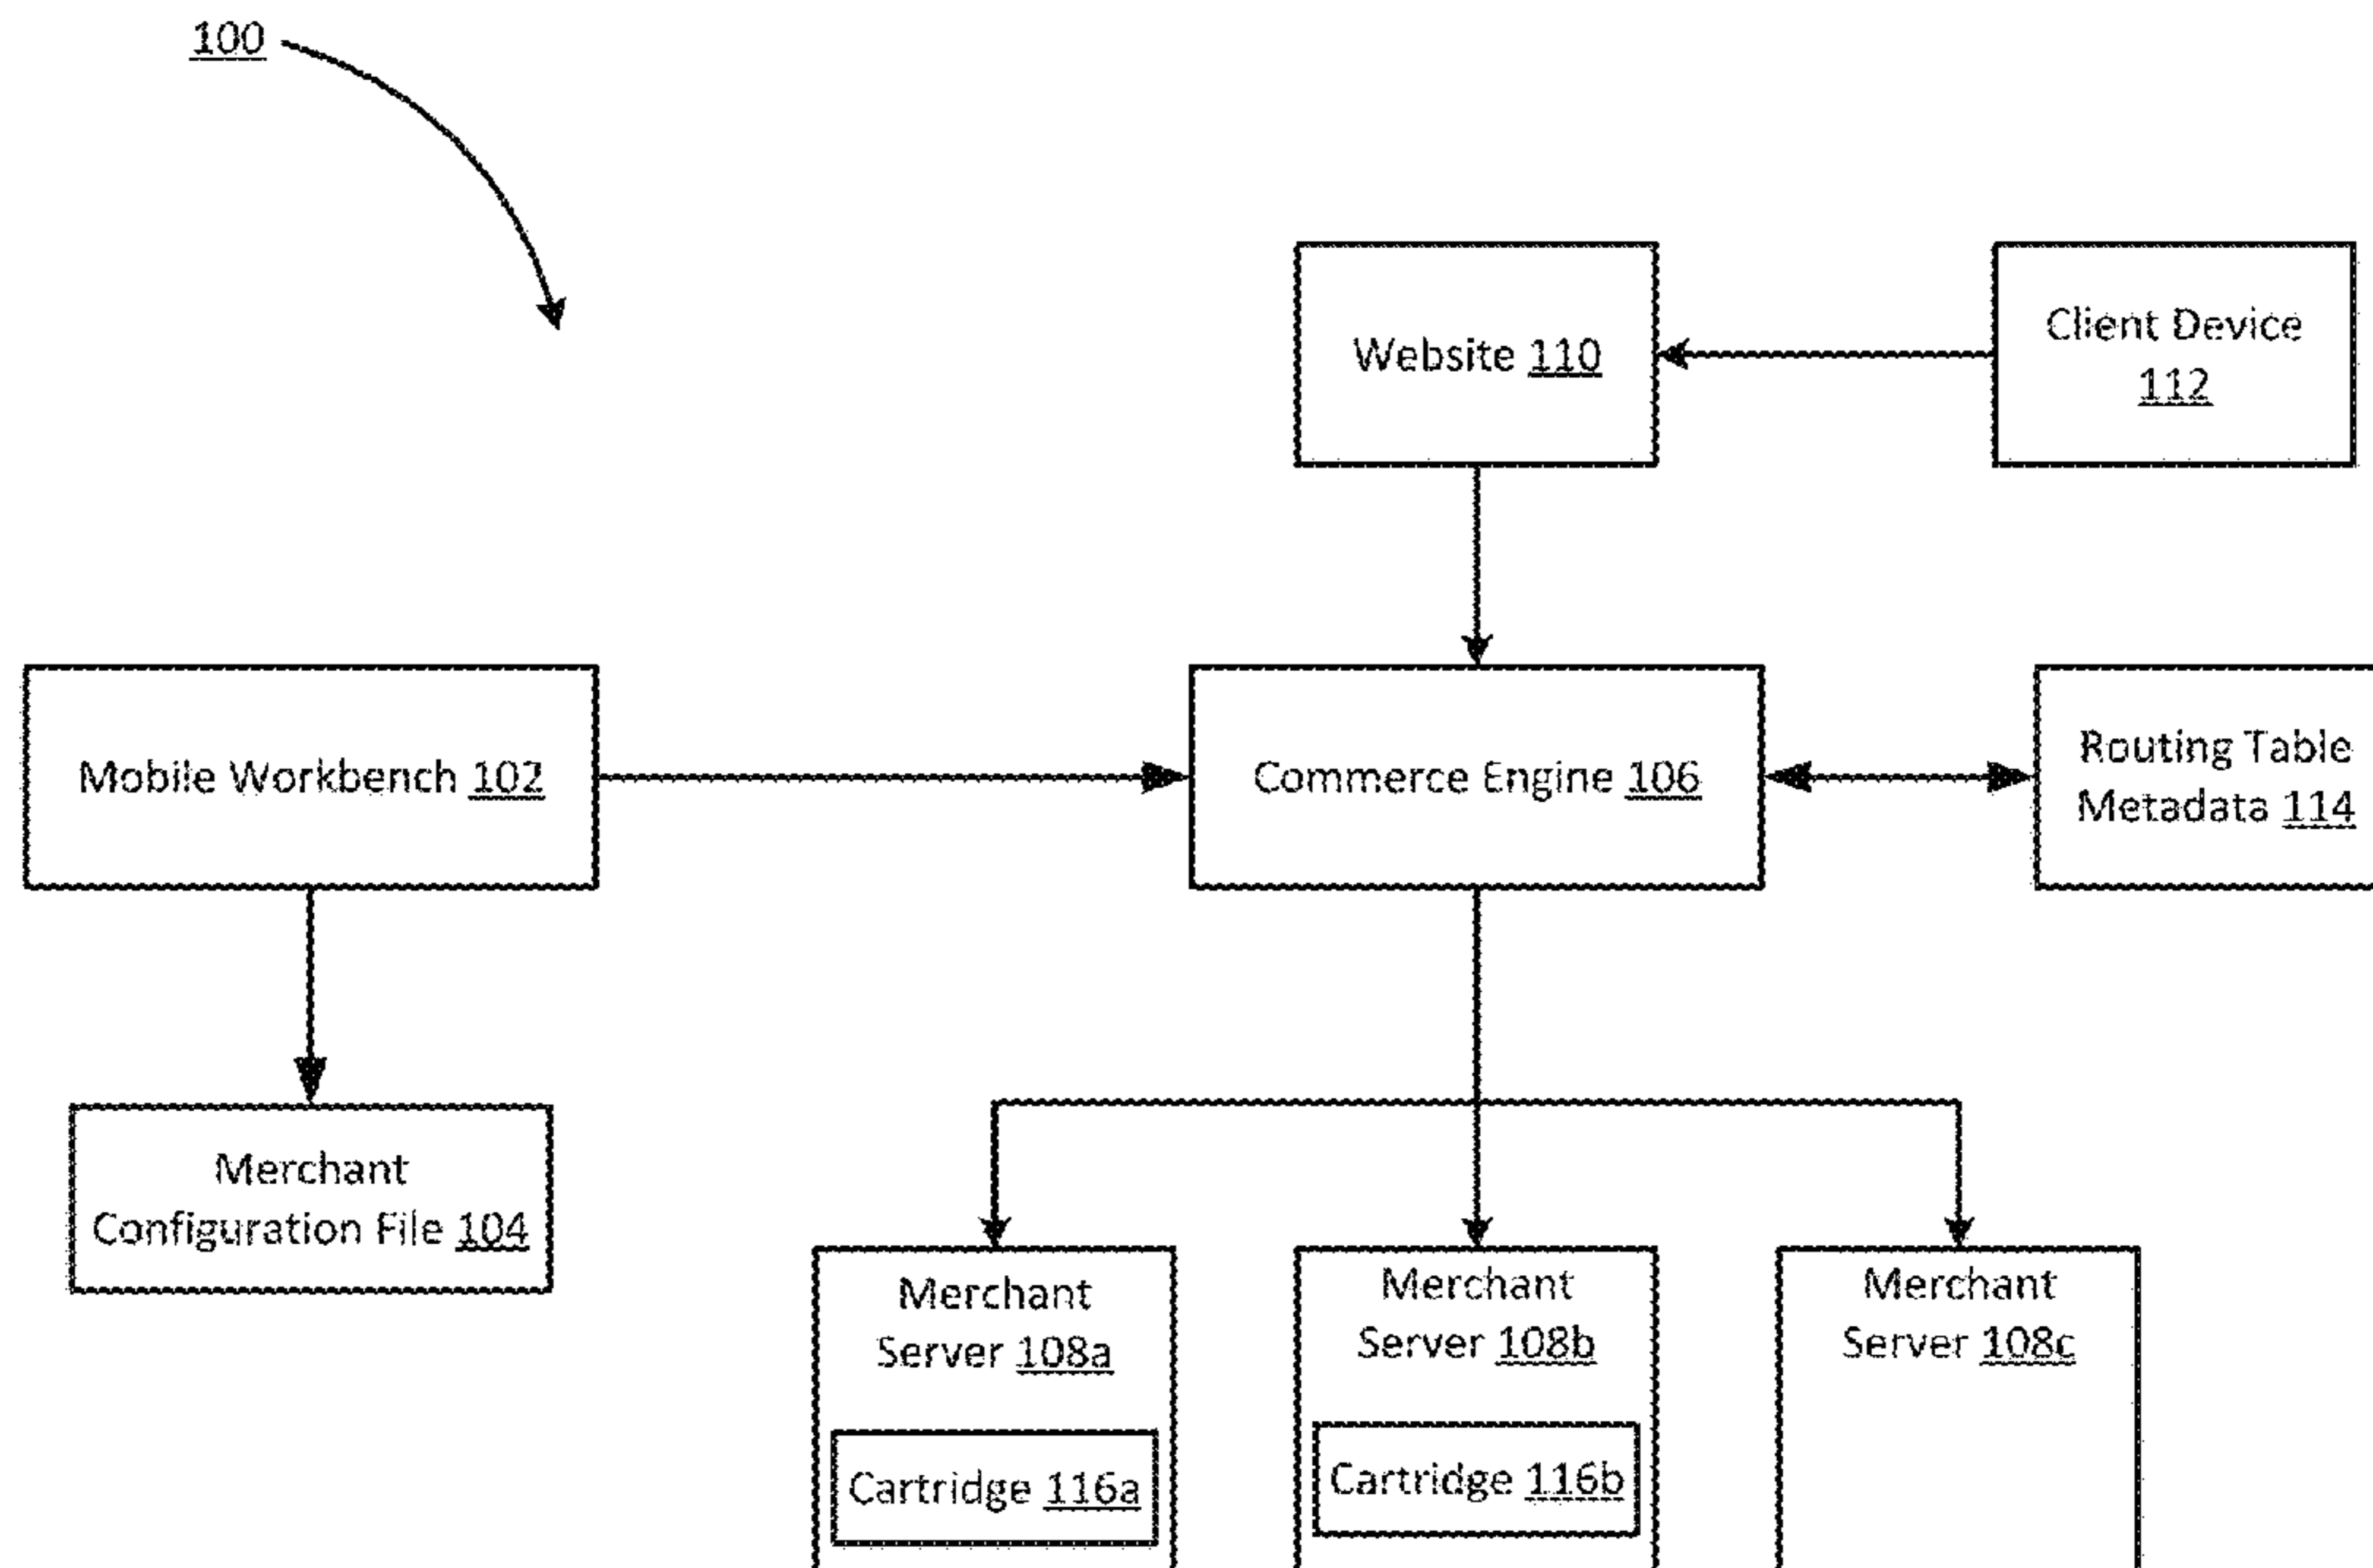 100
Website 110
Client Device
112
Mobile Workbench 102
Commerce Engine 106
Routing Table
Metadata 114
Merchant
Configuration File 104
Merchant
Server 108a
Merchant
Server 108b
Merchant
Server 108c
Cartridge 116a
Cartridge 116b